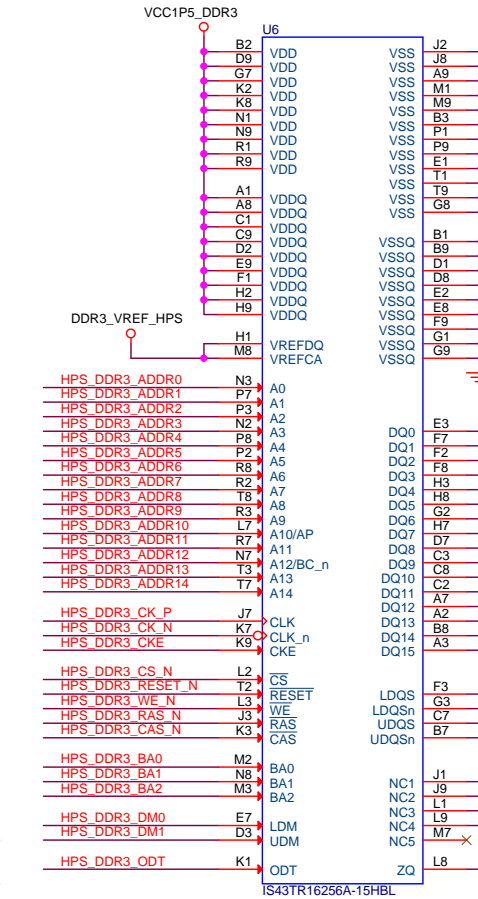 VCC1P5_DDR3
U6
B2 VDD VSS J2
D9 VDD VSS J8
G7 VDD VSS A9
K2 VDD VSS M1
K8 VDD VSS M9
N1 VDD VSS B3
N9 VDD VSS P1
R1 VDD VSS P9
R9 VDD VSS E1
VSS T1
A1 VDDQ VSS T9
A8 VDDQ VSS G8
C1 VDDQ
C9 VDDQ VSSQ B1
D2 VDDQ VSSQ B9
E9 VDDQ VSSQ D1
F1 VDDQ VSSQ D8
H2 VDDQ VSSQ E2
H9 VDDQ VSSQ E8
DDR3_VREF_HPS
VSSQ F9
H1 VREFDQ VSSQ G1
M8 VREFCA VSSQ G9
HPS_DDR3_ADDR0 N3 A0
HPS_DDR3_ADDR1 P7 A1
HPS_DDR3_ADDR2 P3 A2
HPS_DDR3_ADDR3 N2 A3 DQ0 E3
HPS_DDR3_ADDR4 P8 A4 DQ1 F7
HPS_DDR3_ADDR5 P2 A5 DQ2 F2
HPS_DDR3_ADDR6 R8 A6 DQ3 F8
HPS_DDR3_ADDR7 R2 A7 DQ4 H3
HPS_DDR3_ADDR8 T8 A8 DQ5 H8
HPS_DDR3_ADDR9 R3 A9 DQ6 G2
HPS_DDR3_ADDR10 L7 A10/AP DQ7 H7
HPS_DDR3_ADDR11 R7 A11 DQ8 D7
HPS_DDR3_ADDR12 N7 A12/BC_n DQ9 C3
HPS_DDR3_ADDR13 T3 A13 DQ10 C8
HPS_DDR3_ADDR14 T7 A14 DQ11 C2
DQ12 A7
HPS_DDR3_CK_P J7 CLK DQ13 A2
HPS_DDR3_CK_N K7 CLK_n DQ14 B8
HPS_DDR3_CKE K9 CKE DQ15 A3
HPS_DDR3_CS_N L2 CS
HPS_DDR3_RESET_N T2 RESET LDQS F3
HPS_DDR3_WE_N L3 WE LDQSn G3
HPS_DDR3_RAS_N J3 RAS UDQS C7
HPS_DDR3_CAS_N K3 CAS UDQSn B7
HPS_DDR3_BA0 M2 BA0
HPS_DDR3_BA1 N8 BA1 NC1 J1
HPS_DDR3_BA2 M3 BA2 NC2 J9
NC3 L1
HPS_DDR3_DM0 E7 LDM NC4 L9
HPS_DDR3_DM1 D3 UDM NC5 M7
HPS_DDR3_ODT K1 ODT ZQ L8
IS43TR16256A-15HBL